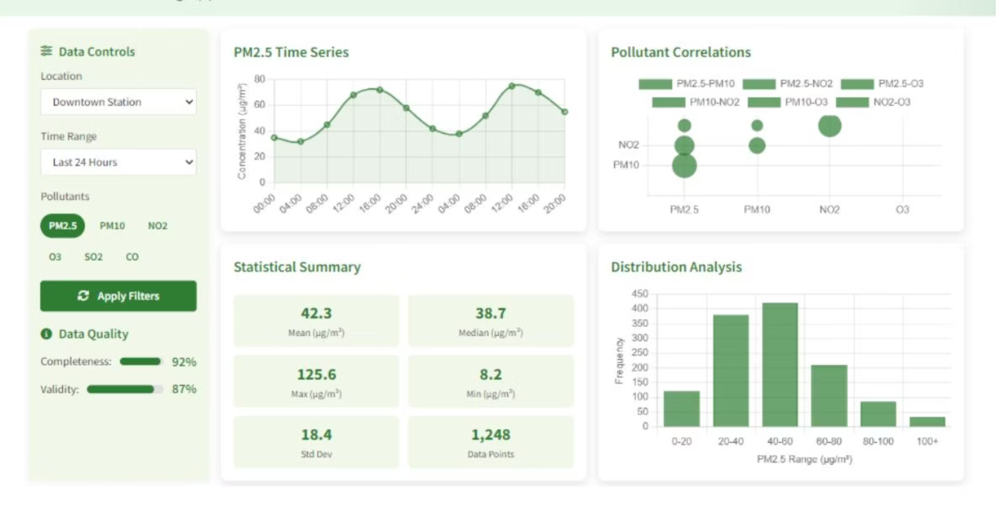 Data Controls
Location
Downtown Station
Time Range
Last 24 Hours
Pollutants
PM2.5 PM10 NO2
O3 SO2 CO
Apply Filters
Data Quality
Completeness: 92%
Validity: 87%
PM2.5 Time Series
Concentration (µg/m³)
80
60
40
20
0
00:00 04:00 08:00 12:00 16:00 20:00 24:00 04:00 08:00 12:00 16:00 20:00
Pollutant Correlations
PM2.5-PM10 PM2.5-NO2 PM2.5-O3
PM10-NO2 PM10-O3 NO2-O3
NO2
PM10
PM2.5 PM10 NO2 O3
Statistical Summary
42.3
Mean (µg/m³)
38.7
Median (µg/m³)
125.6
Max (µg/m³)
8.2
Min (µg/m³)
18.4
Std Dev
1,248
Data Points
Distribution Analysis
Frequency
450
400
350
300
250
200
150
100
50
0
0-20 20-40 40-60 60-80 80-100 100+
PM2.5 Range (µg/m³)